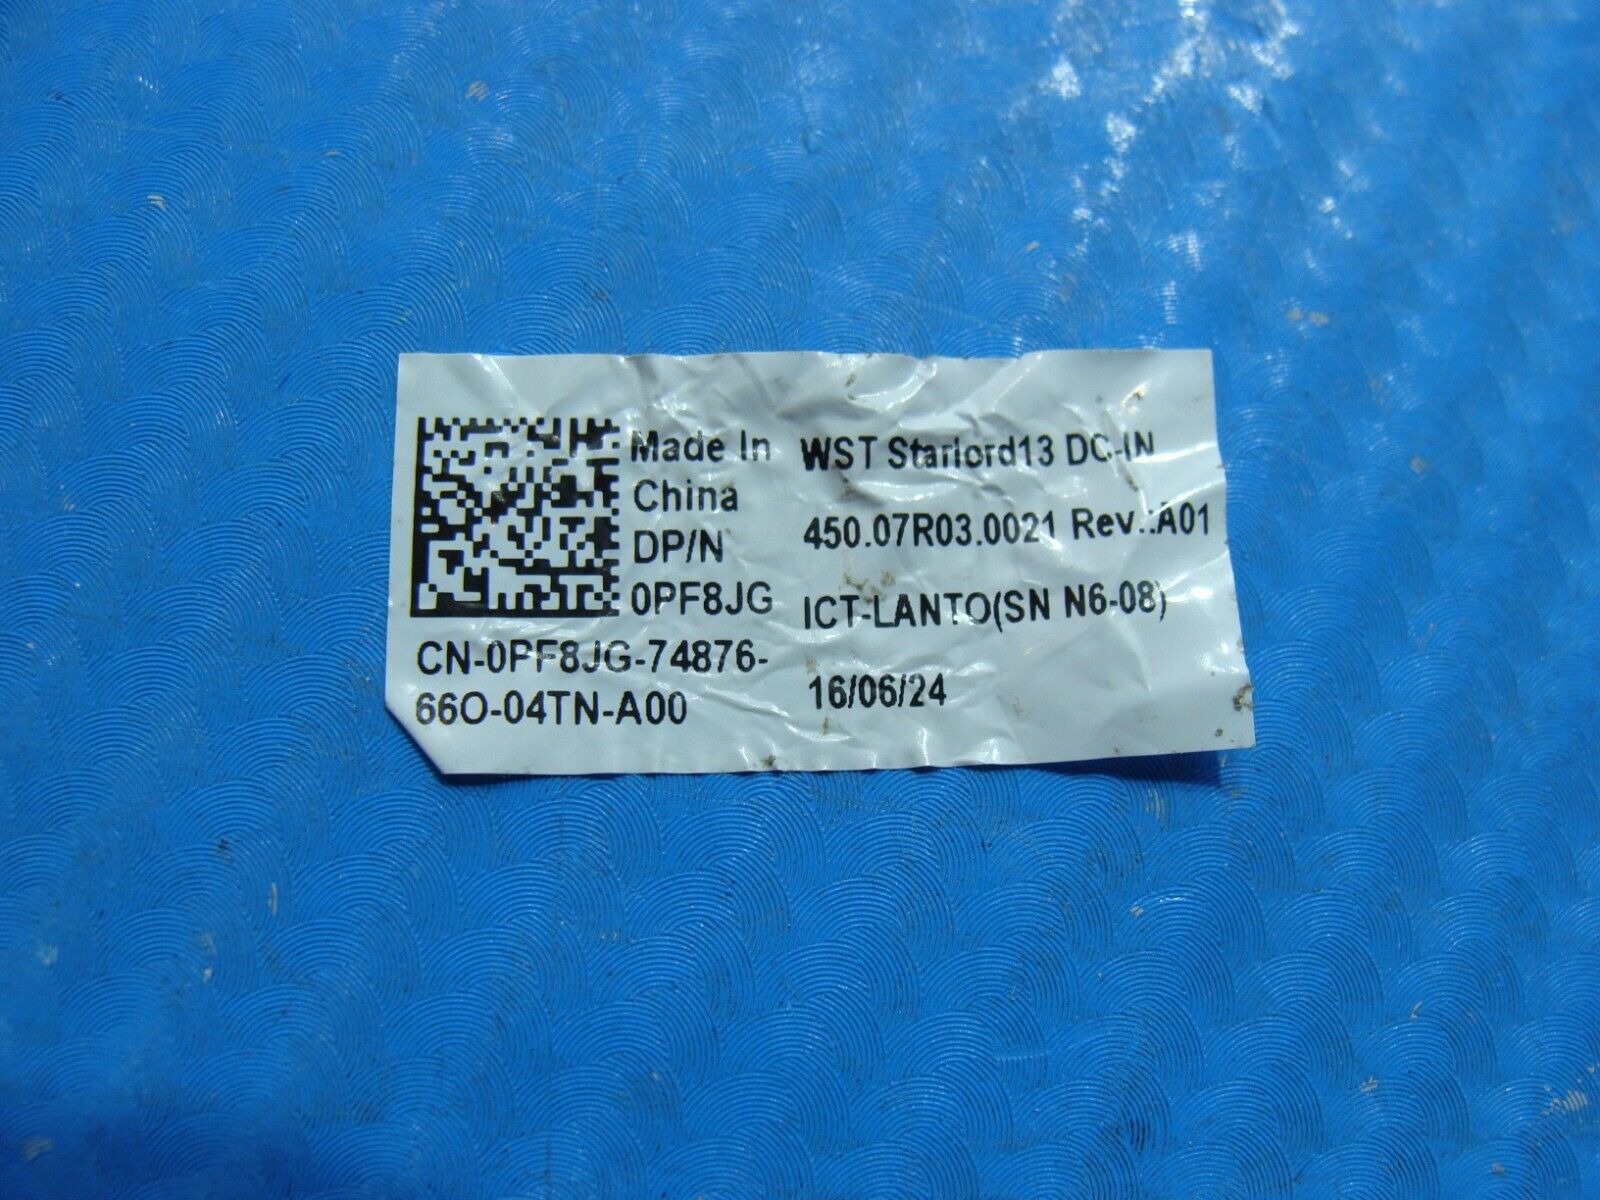 Made In
China
DP/N
0PF8JG
CN-0PF8JG-74876-
66O-04TN-A00
WST Starlord13 DC-IN
450.07R03.0021 Rev.:A01
ICT-LANTO(SN N6-08)
16/06/24